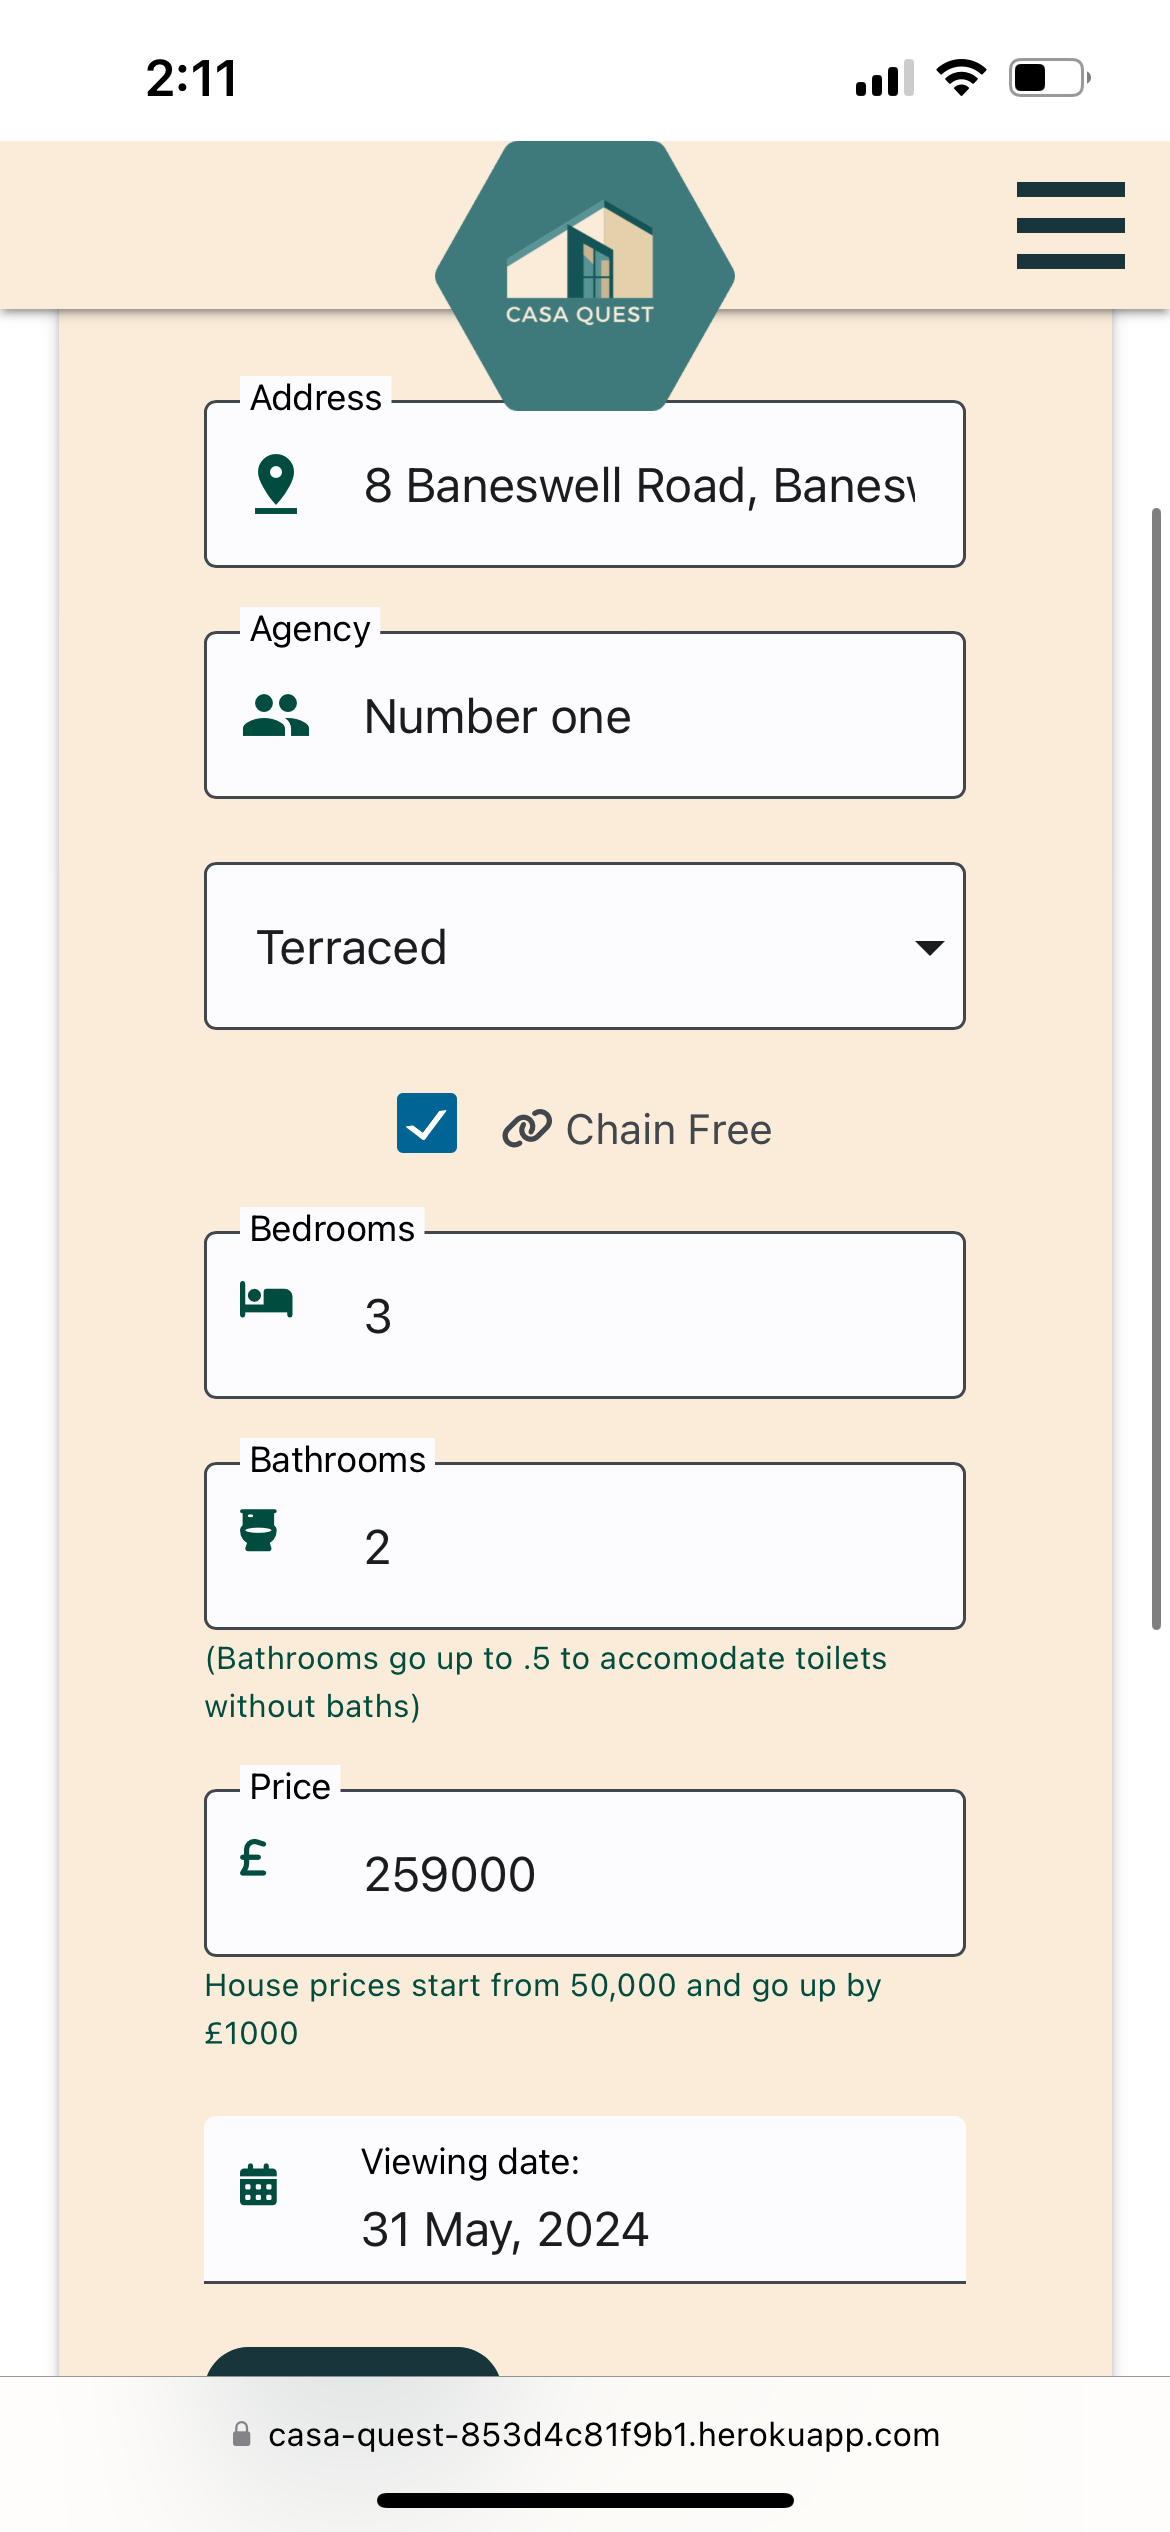 2:11
CASA QUEST
Address
8 Baneswell Road, Banesw
Agency
Number one
Terraced
Chain Free
Bedrooms
3
Bathrooms
2
(Bathrooms go up to .5 to accomodate toilets
without baths)
Price
£
259000
House prices start from 50,000 and go up by
£1000
Viewing date:
31 May, 2024
casa-quest-853d4c81f9b1.herokuapp.com